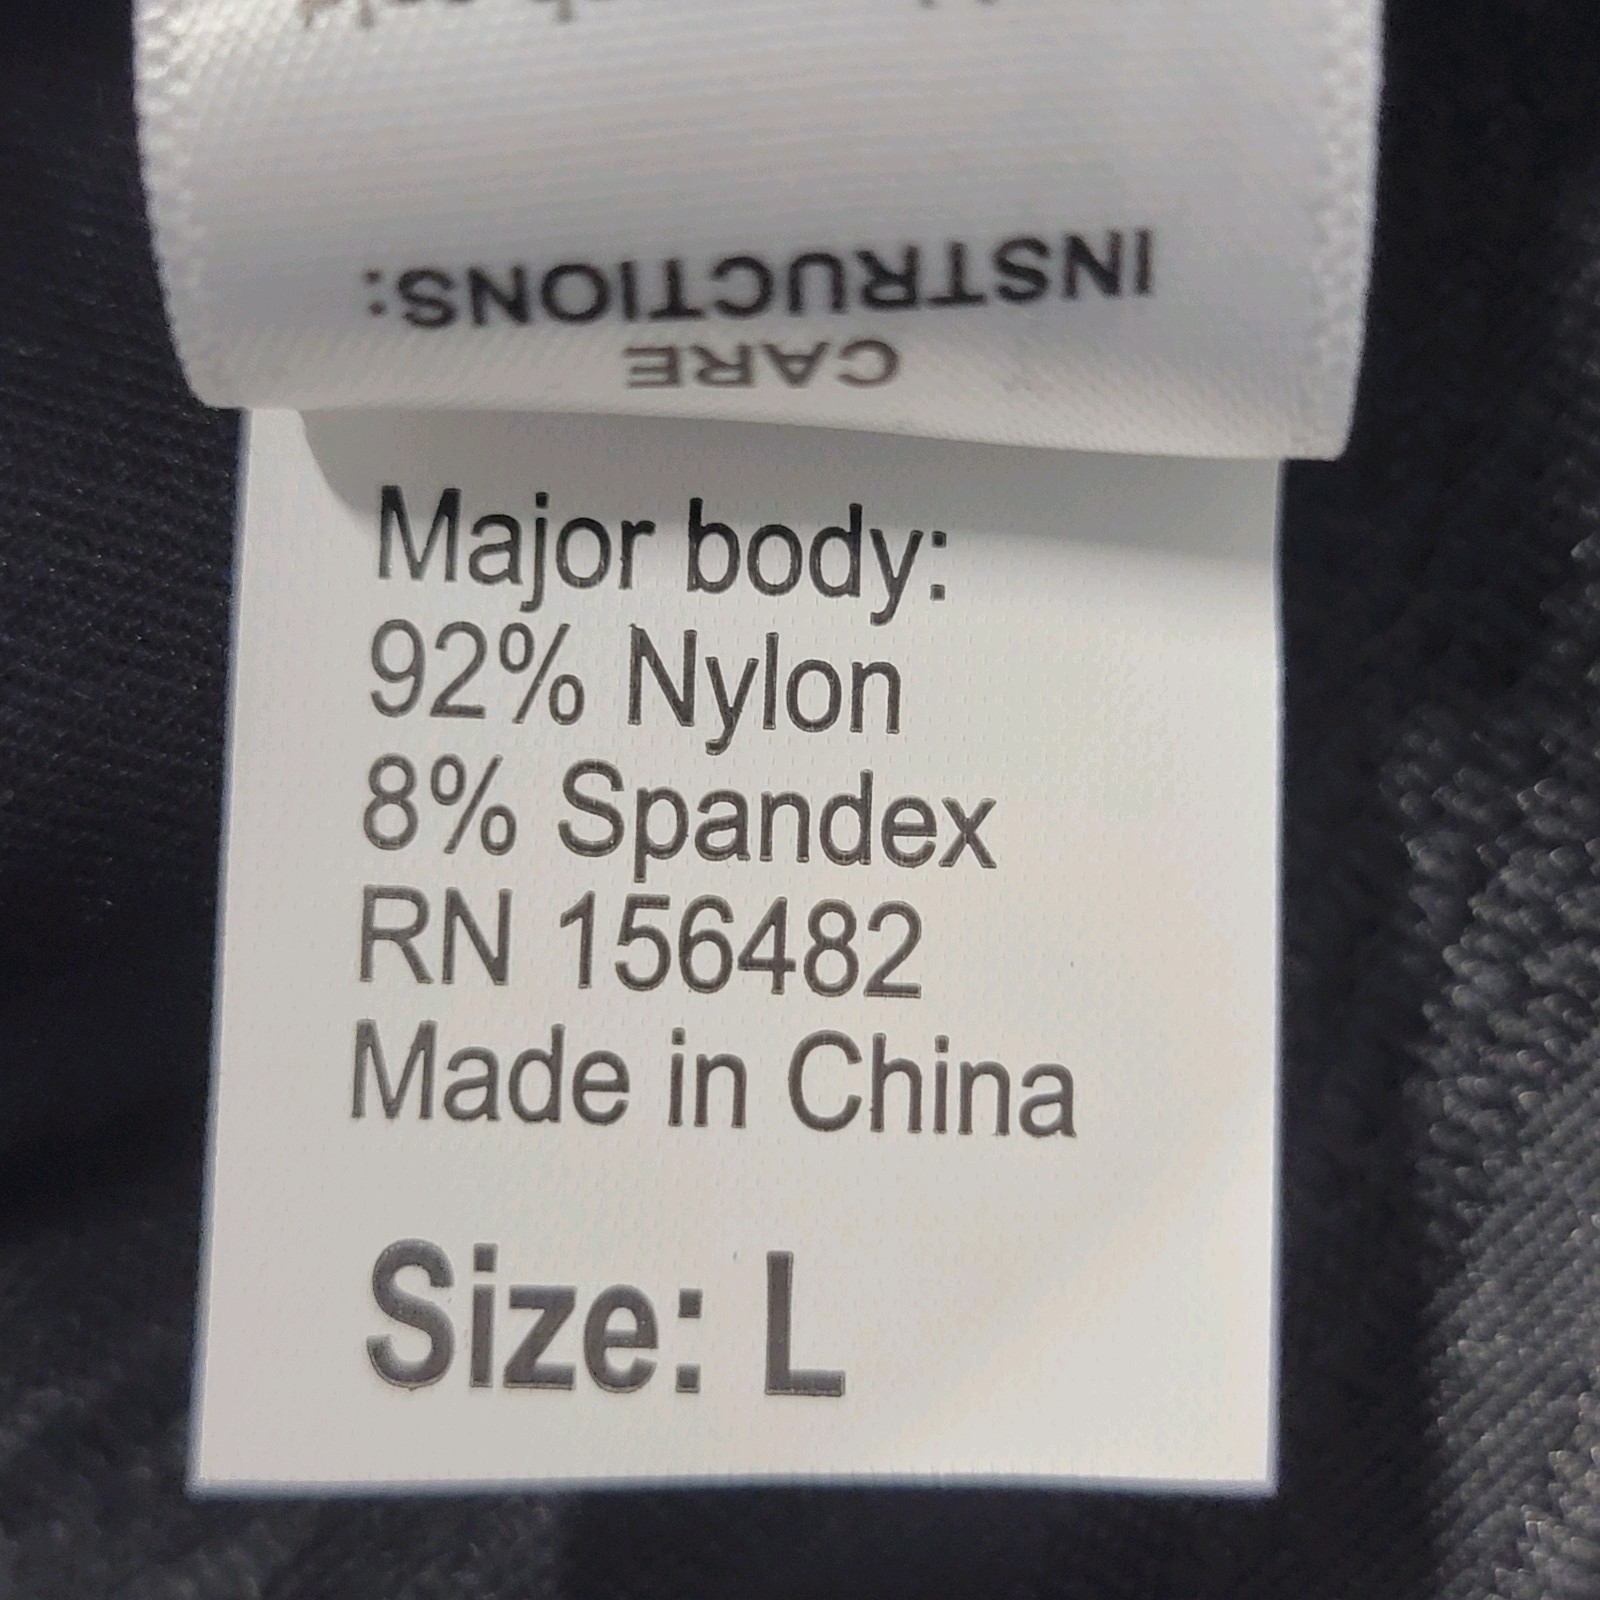 CARE
INSTRUCTIONS:
Major body:
92% Nylon
8% Spandex
RN 156482
Made in China
Size: L